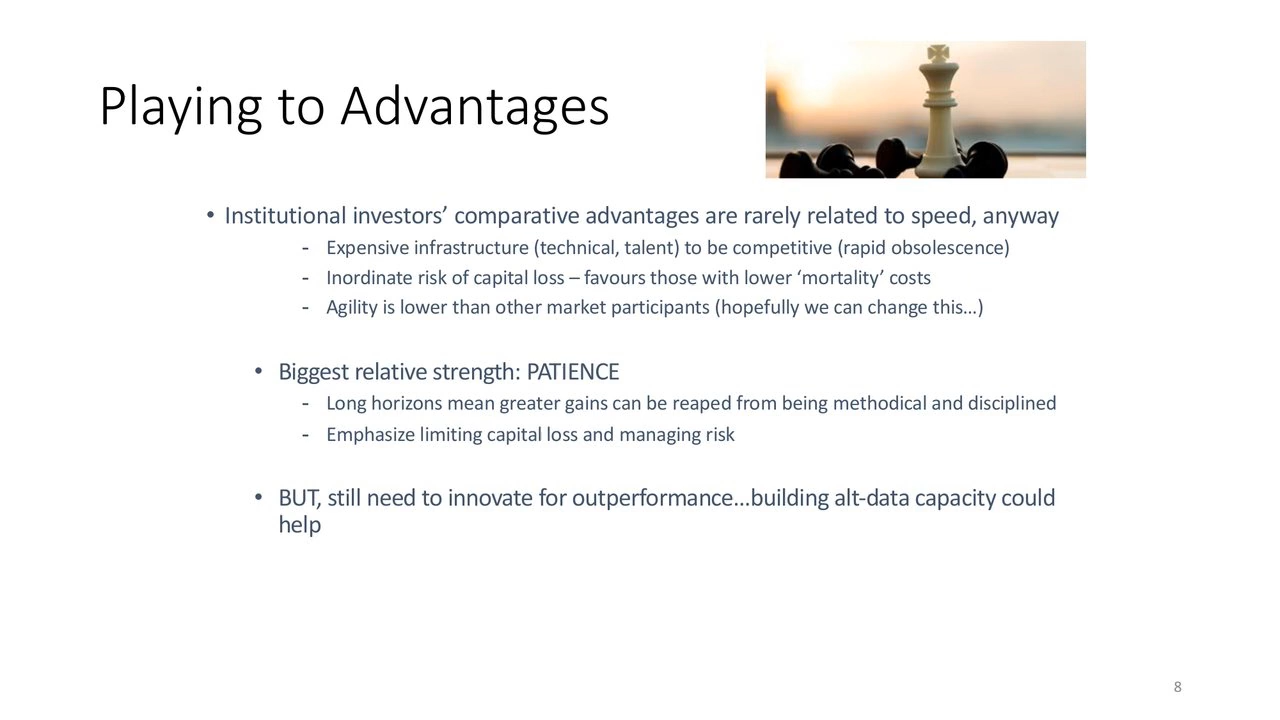 Playing to Advantages
• Institutional investors’ comparative advantages are rarely related to speed, anyway
- Expensive infrastructure (technical, talent) to be competitive (rapid obsolescence)
- Inordinate risk of capital loss – favours those with lower ‘mortality’ costs
- Agility is lower than other market participants (hopefully we can change this…)
• Biggest relative strength: PATIENCE
- Long horizons mean greater gains can be reaped from being methodical and disciplined
- Emphasize limiting capital loss and managing risk
• BUT, still need to innovate for outperformance…building alt-data capacity could
help
8